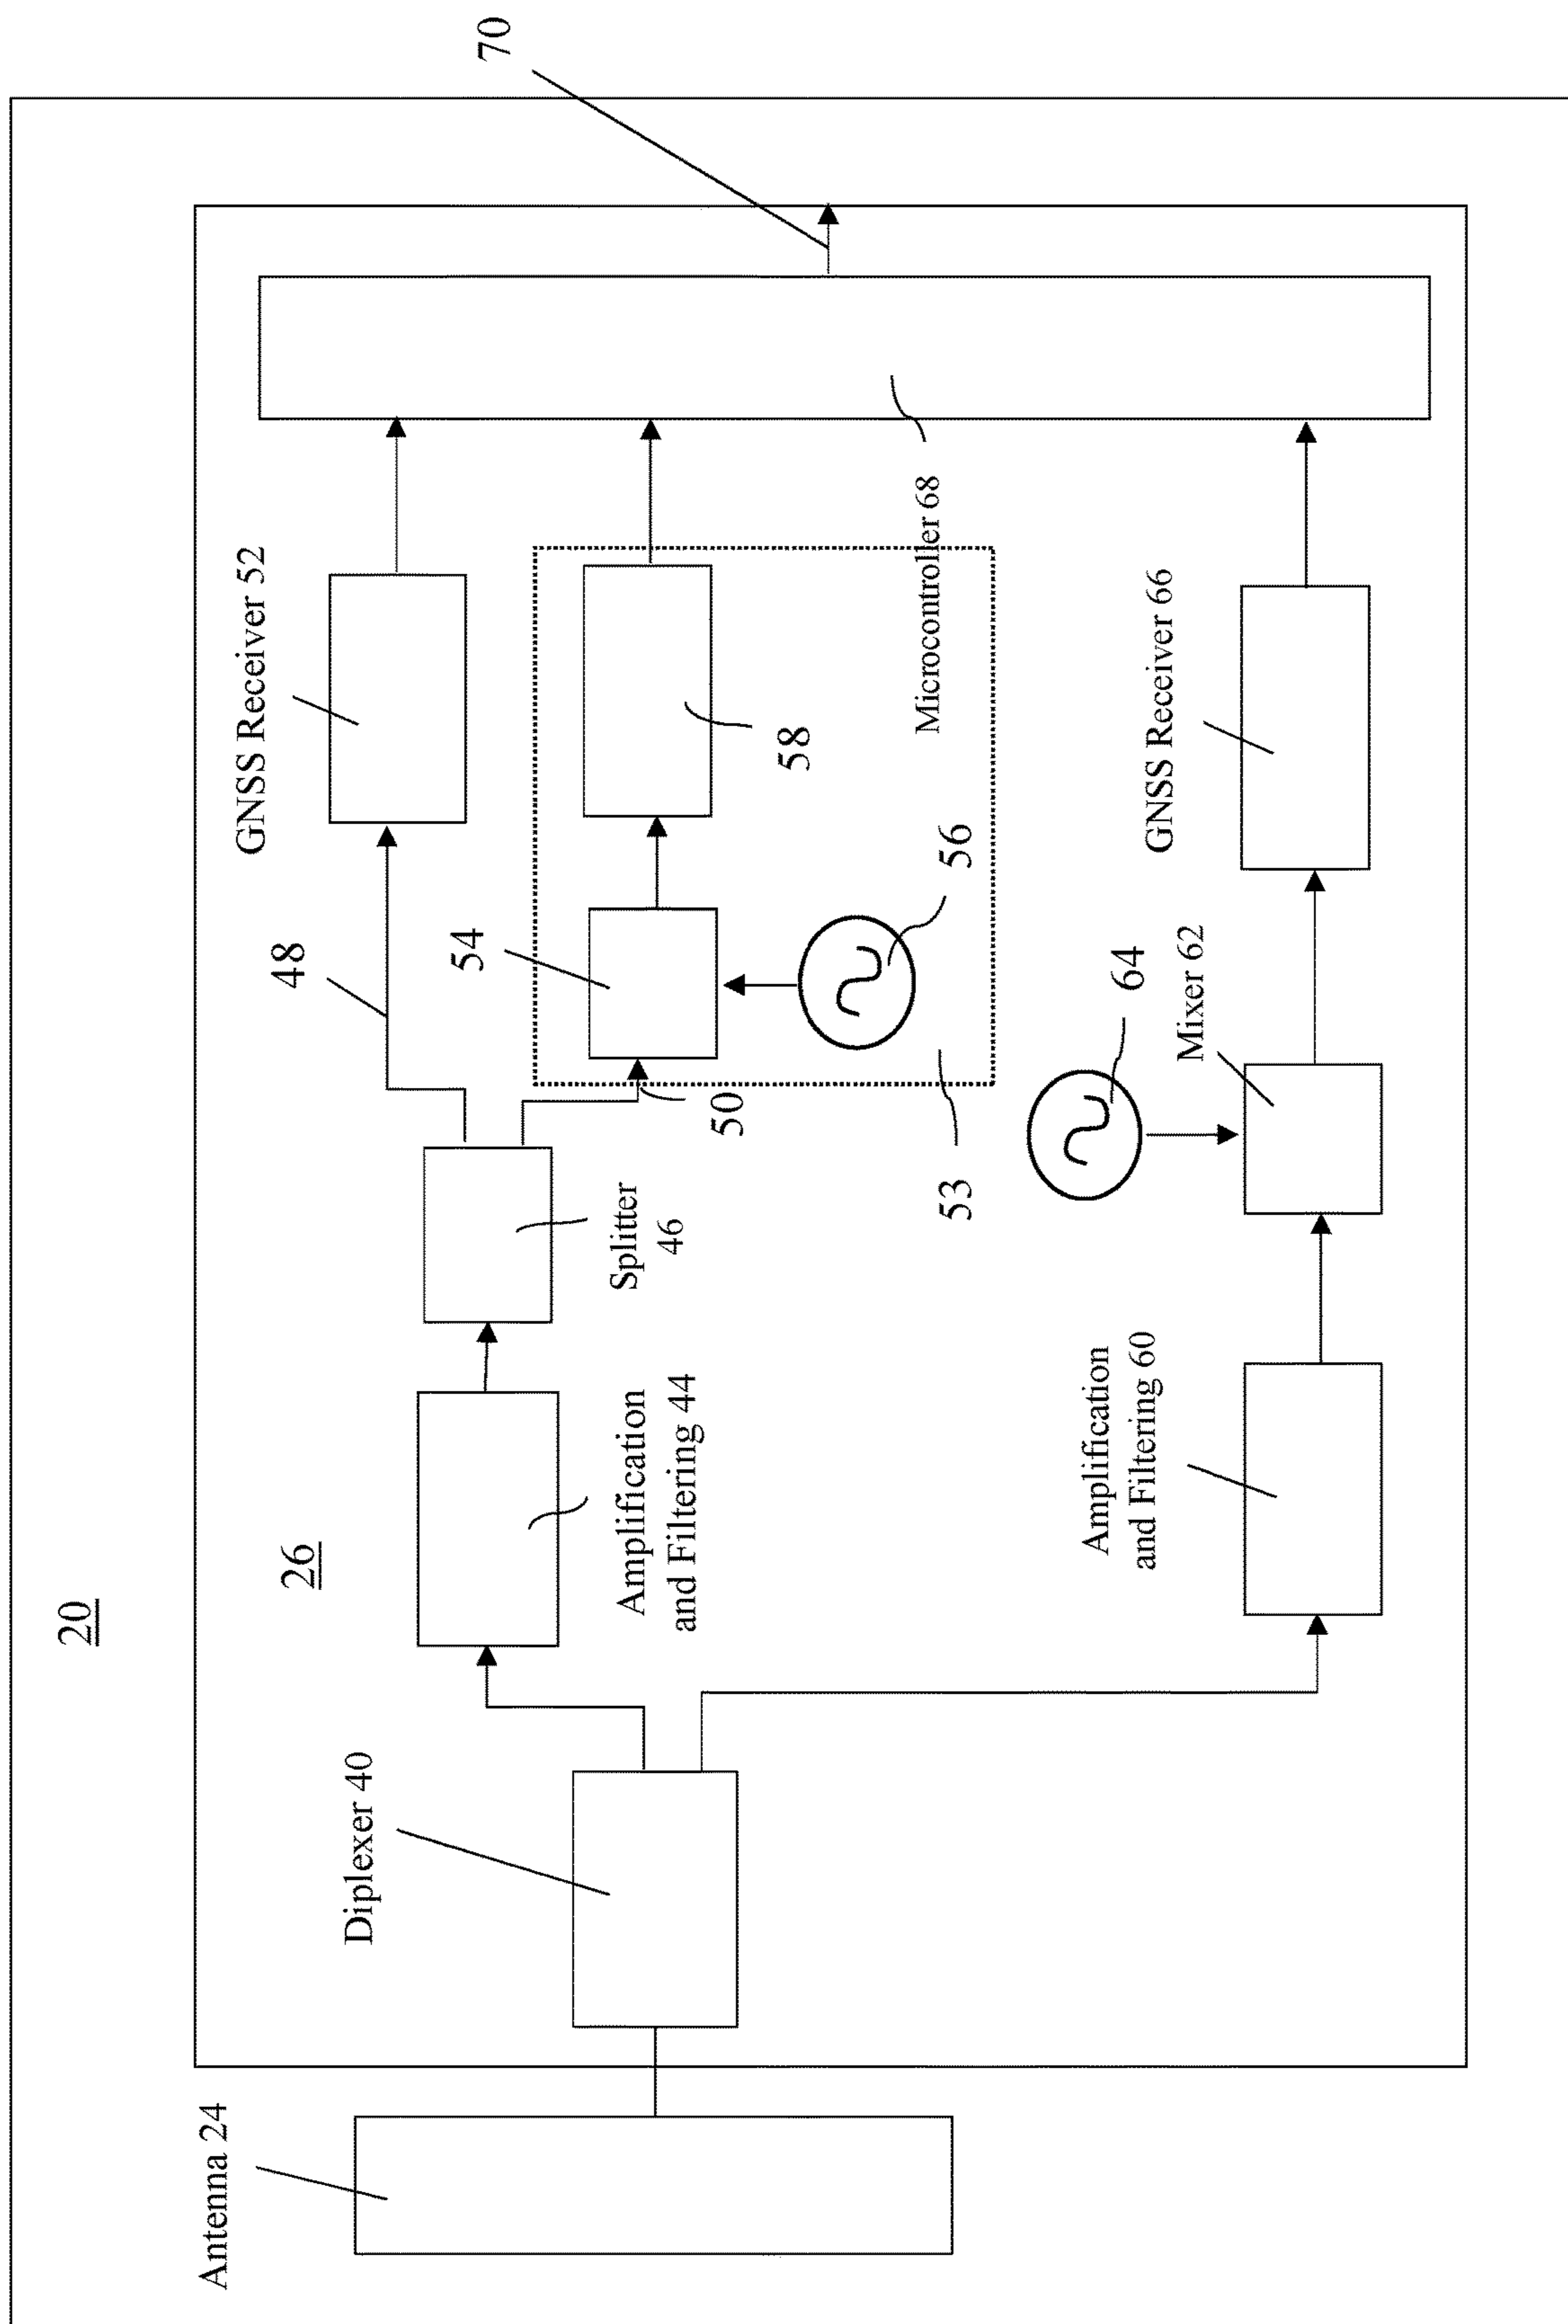 20
26
70
Antenna 24
Diplexer 40
Amplification
and Filtering 44
Splitter
46
48
GNSS Receiver 52
50
54
56
58
53
Microcontroller 68
Amplification
and Filtering 60
Mixer 62
64
GNSS Receiver 66